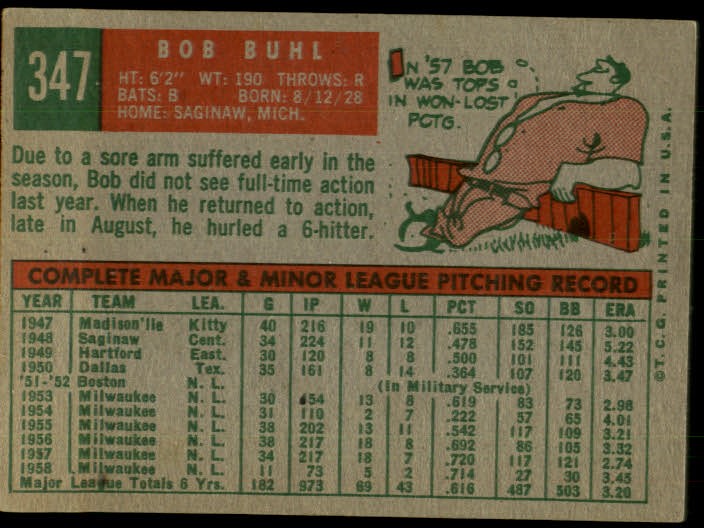 347
BOB BUHL
HT: 6'2" WT: 190 THROWS: R
BATS: B BORN: 8/12/28
HOME: SAGINAW, MICH.
IN '57 BOB
WAS TOPS
IN WON-LOST
PCTG.
Due to a sore arm suffered early in the
season, Bob did not see full-time action
last year. When he returned to action,
late in August, he hurled a 6-hitter.
COMPLETE MAJOR & MINOR LEAGUE PITCHING RECORD
YEAR TEAM LEA. G IP W L PCT SO BB ERA
1947 Madison'lle Kitty 40 216 19 10 .655 185 126 3.00
1948 Saginaw Cent. 34 224 11 12 .478 152 145 5.22
1949 Hartford East. 30 120 8 8 .500 101 111 4.43
1950 Dallas Tex. 35 161 8 14 .364 107 120 3.47
'51-'52 Boston N. L. (In Military Service)
1953 Milwaukee N. L. 30 154 13 8 .619 83 73 2.98
1954 Milwaukee N. L. 31 110 2 7 .222 57 65 4.01
1955 Milwaukee N. L. 38 202 13 11 .542 117 109 3.21
1956 Milwaukee N. L. 38 217 18 8 .692 86 105 3.32
1957 Milwaukee N. L. 34 217 18 7 .720 117 121 2.74
1958 Milwaukee N. L. 11 73 5 2 .714 27 30 3.45
Major League Totals 6 Yrs. 182 973 69 43 .616 487 503 3.20
©T.C.G. PRINTED IN U.S.A.